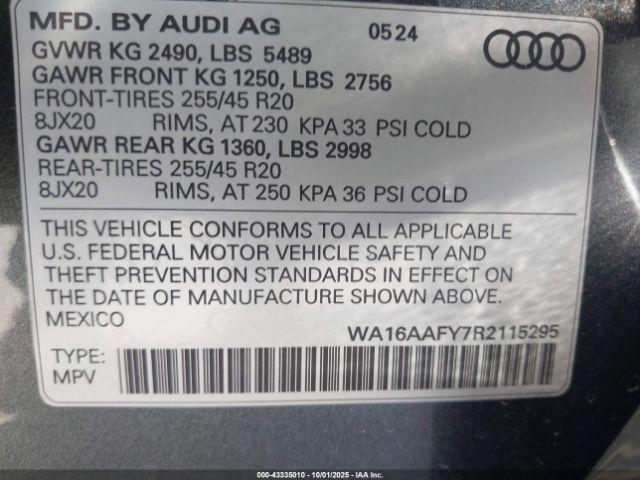 MFD. BY AUDI AG 0524
GVWR KG 2490, LBS 5489
GAWR FRONT KG 1250, LBS 2756
FRONT-TIRES 255/45 R20
8JX20 RIMS, AT 230 KPA 33 PSI COLD
GAWR REAR KG 1360, LBS 2998
REAR-TIRES 255/45 R20
8JX20 RIMS, AT 250 KPA 36 PSI COLD
THIS VEHICLE CONFORMS TO ALL APPLICABLE
U.S. FEDERAL MOTOR VEHICLE SAFETY AND
THEFT PREVENTION STANDARDS IN EFFECT ON
THE DATE OF MANUFACTURE SHOWN ABOVE.
MEXICO
WA16AAFY7R2115295
TYPE:
MPV
000-43335010 - 10/01/2025 - IAA Inc.